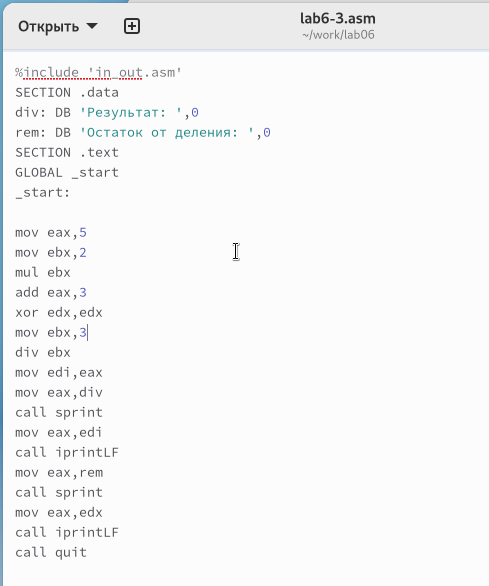 Открыть
lab6-3.asm
~/work/lab06
%include 'in_out.asm'
SECTION .data
div: DB 'Результат: ',0
rem: DB 'Остаток от деления: ',0
SECTION .text
GLOBAL _start
_start:
mov eax,5
mov ebx,2
mul ebx
add eax,3
xor edx,edx
mov ebx,3
div ebx
mov edi,eax
mov eax,div
call sprint
mov eax,edi
call iprintLF
mov eax,rem
call sprint
mov eax,edx
call iprintLF
call quit